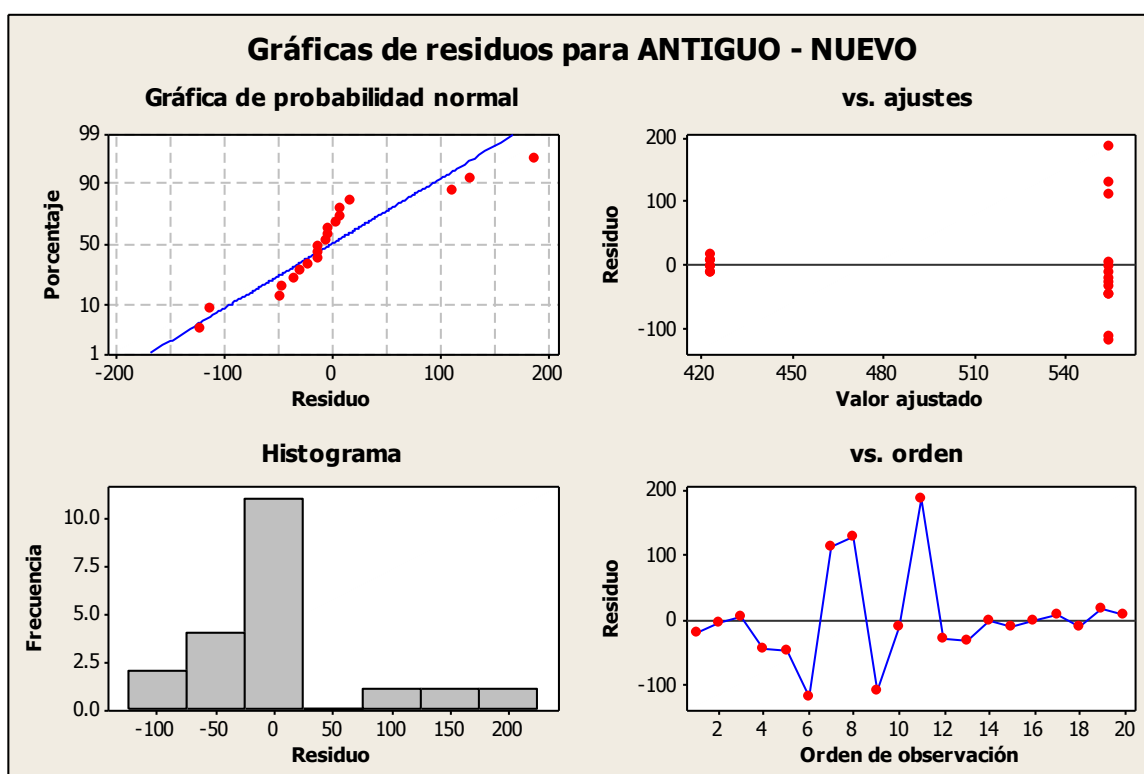 Gráficas de residuos para ANTIGUO - NUEVO
Gráfica de probabilidad normal
99
90
50
10
1
Porcentaje
-200 -100 0 100 200
Residuo
vs. ajustes
200
100
0
-100
Residuo
420 450 480 510 540
Valor ajustado
Histograma
10.0
7.5
5.0
2.5
0.0
Frecuencia
-100 -50 0 50 100 150 200
Residuo
vs. orden
200
100
0
-100
Residuo
2 4 6 8 10 12 14 16 18 20
Orden de observación